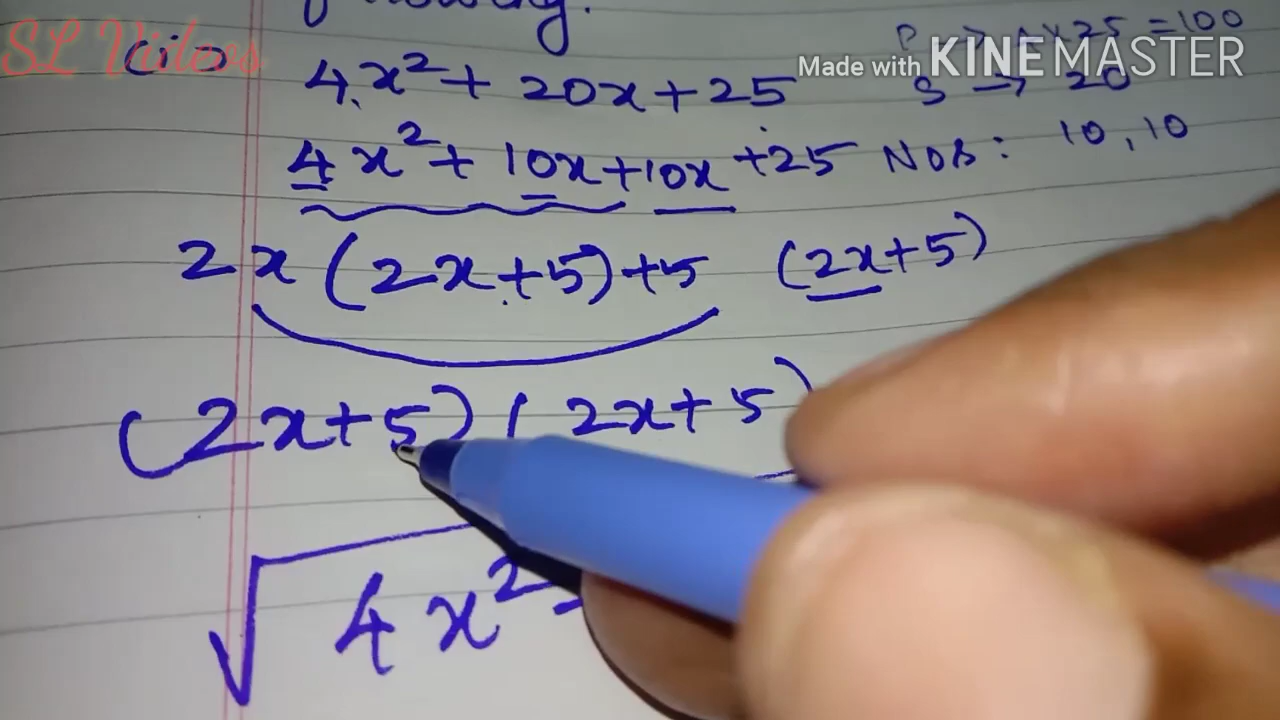 SL Videos
Made with KINEMASTER
(ii) 4x² + 20x + 25
P → 4 x 25 = 100
S → 20
4x² + 10x + 10x + 25
Nos : 10, 10
2x (2x + 5) + 5 (2x + 5)
(2x + 5) (2x + 5)
√4x²